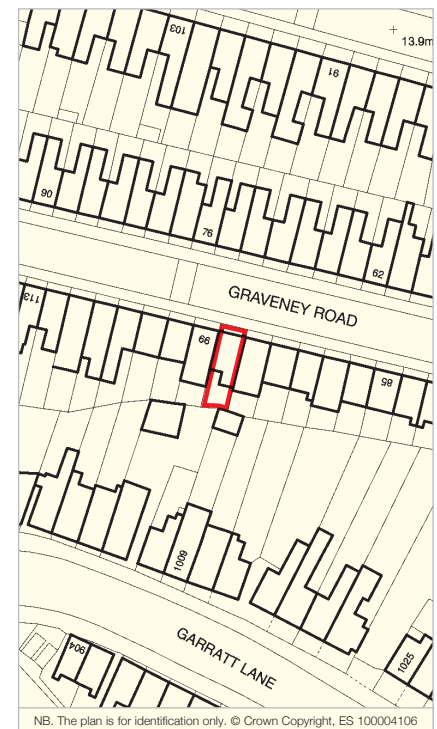 103
13.9m
91
90
76
62
GRAVENEY ROAD
113
99
85
1009
GARRATT LANE
904
1025
NB. The plan is for identification only. © Crown Copyright, ES 100004106